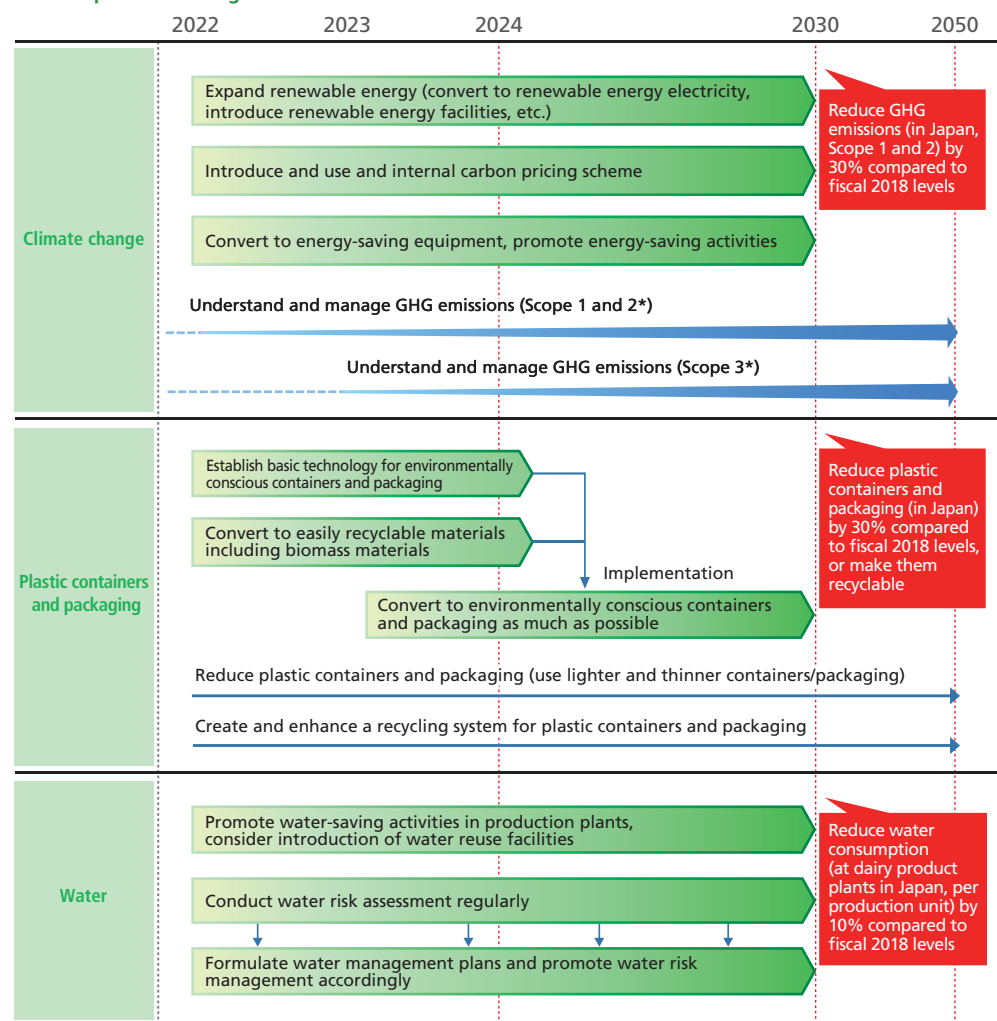 2022 2023 2024 2030 2050
Climate change
Expand renewable energy (convert to renewable energy electricity,
introduce renewable energy facilities, etc.)
Introduce and use and internal carbon pricing scheme
Convert to energy-saving equipment, promote energy-saving activities
Understand and manage GHG emissions (Scope 1 and 2*)
Understand and manage GHG emissions (Scope 3*)
Reduce GHG
emissions (in Japan,
Scope 1 and 2) by
30% compared to
fiscal 2018 levels
Plastic containers
and packaging
Establish basic technology for environmentally
conscious containers and packaging
Convert to easily recyclable materials
including biomass materials
Implementation
Convert to environmentally conscious containers
and packaging as much as possible
Reduce plastic containers and packaging (use lighter and thinner containers/packaging)
Create and enhance a recycling system for plastic containers and packaging
Reduce plastic
containers and
packaging (in Japan)
by 30% compared
to fiscal 2018 levels,
or make them
recyclable
Water
Promote water-saving activities in production plants,
consider introduction of water reuse facilities
Conduct water risk assessment regularly
Formulate water management plans and promote water risk
management accordingly
Reduce water
consumption
(at dairy product
plants in Japan, per
production unit) by
10% compared to
fiscal 2018 levels